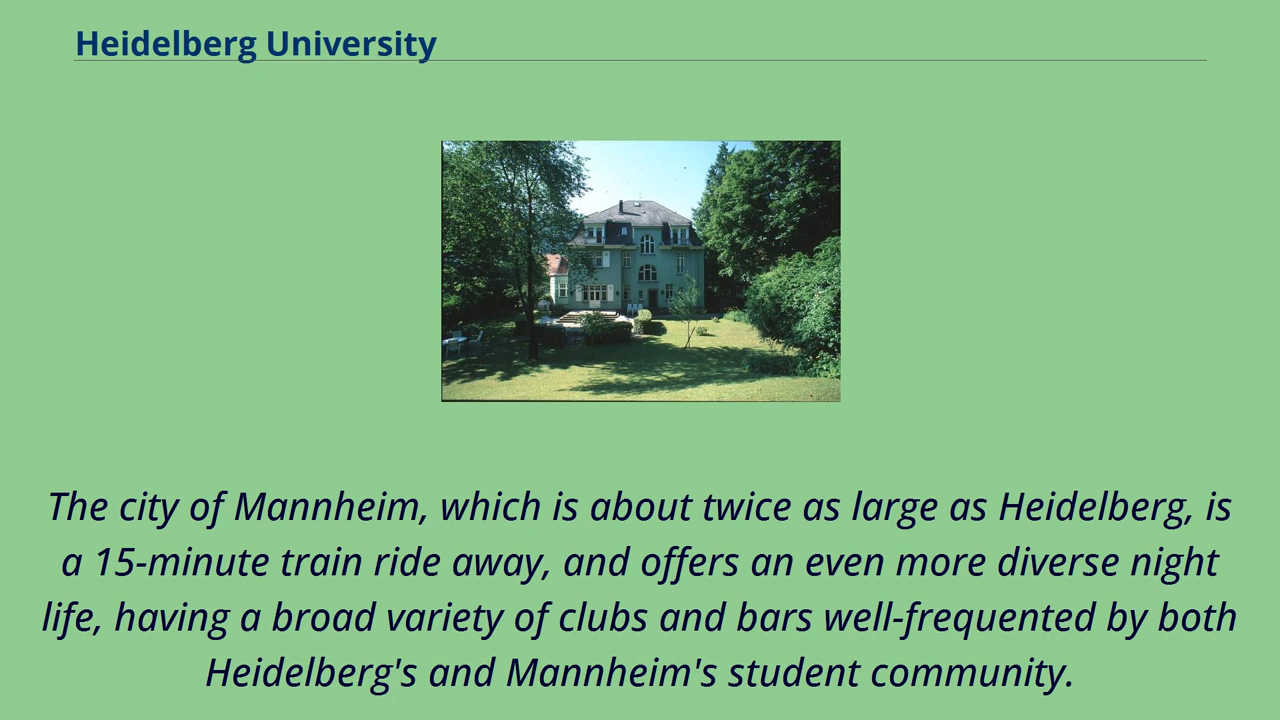 Heidelberg University
The city of Mannheim, which is about twice as large as Heidelberg, is
a 15-minute train ride away, and offers an even more diverse night
life, having a broad variety of clubs and bars well-frequented by both
Heidelberg's and Mannheim's student community.